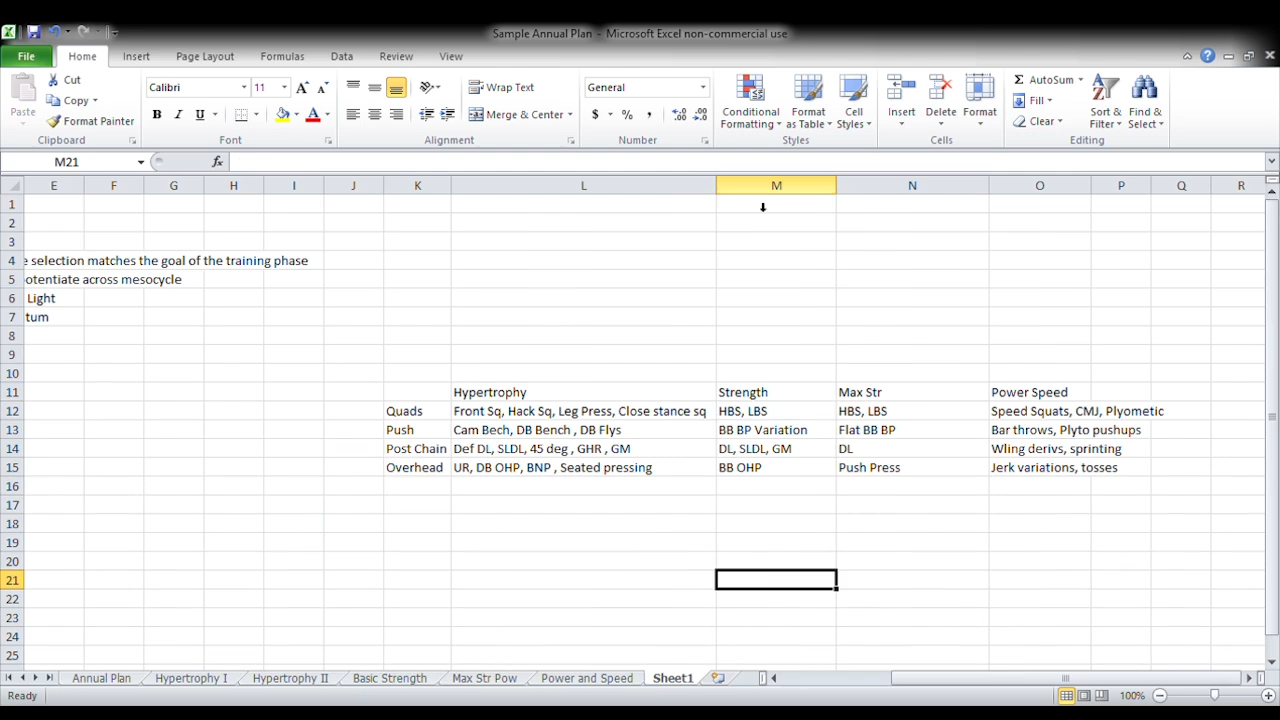 Sample Annual Plan - Microsoft Excel non-commercial use
File Home Insert Page Layout Formulas Data Review View
Paste Cut Copy Format Painter Clipboard
Calibri 11 B I U A Font
Wrap Text Merge & Center Alignment
General $ % , Number
Conditional Formatting Format as Table Cell Styles Styles
Insert Delete Format Cells
Σ AutoSum Fill Clear Sort & Filter Find & Select Editing
M21 fx
E F G H I J K L M N O P Q R
1
2
3
4 e selection matches the goal of the training phase
5 otentiate across mesocycle
6 Light
7 tum
8
9
10
11 Hypertrophy Strength Max Str Power Speed
12 Quads Front Sq, Hack Sq, Leg Press, Close stance sq HBS, LBS HBS, LBS Speed Squats, CMJ, Plyometic
13 Push Cam Bech, DB Bench , DB Flys BB BP Variation Flat BB BP Bar throws, Plyto pushups
14 Post Chain Def DL, SLDL, 45 deg , GHR , GM DL, SLDL, GM DL Wling derivs, sprinting
15 Overhead UR, DB OHP, BNP , Seated pressing BB OHP Push Press Jerk variations, tosses
16
17
18
19
20
21
22
23
24
25
Annual Plan Hypertrophy I Hypertrophy II Basic Strength Max Str Pow Power and Speed Sheet1
Ready 100%